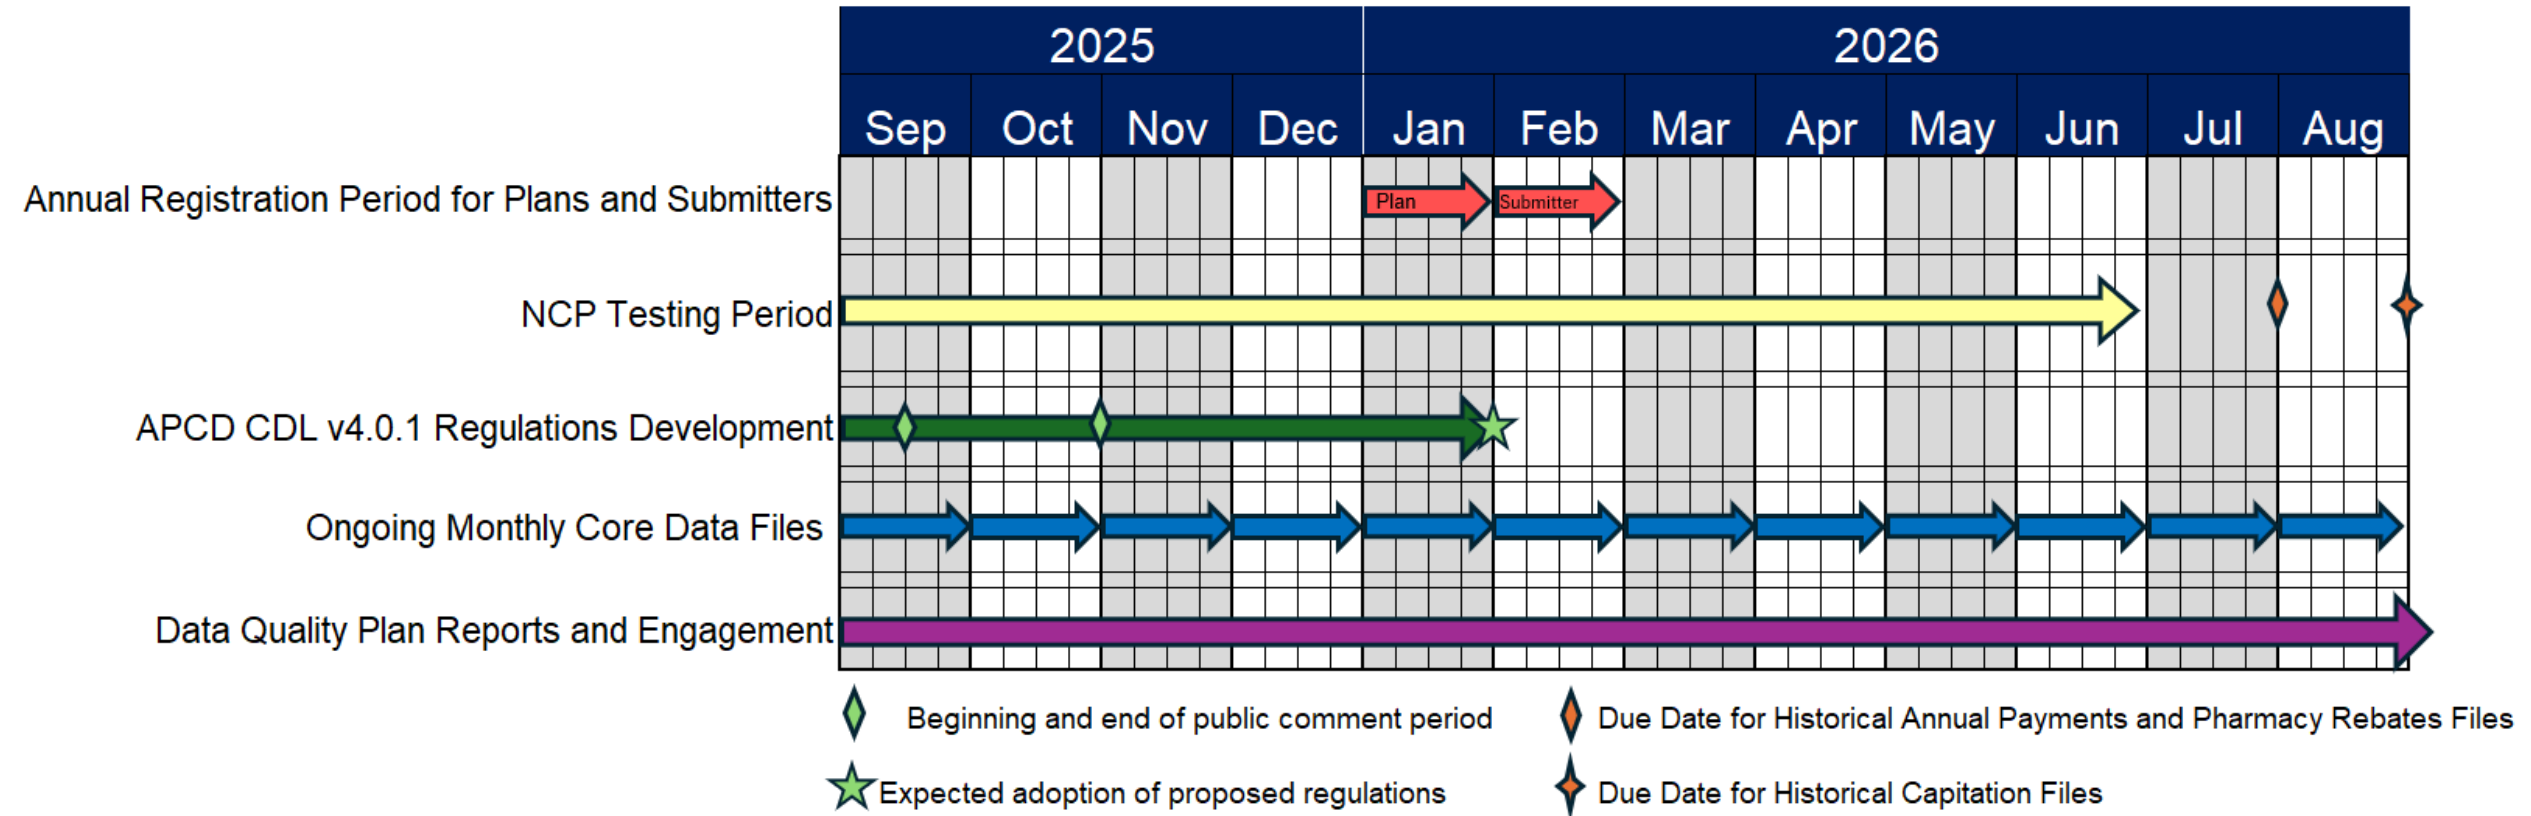 2025 2026
Sep Oct Nov Dec Jan Feb Mar Apr May Jun Jul Aug
Annual Registration Period for Plans and Submitters Plan Submitter
NCP Testing Period
APCD CDL v4.0.1 Regulations Development
Ongoing Monthly Core Data Files
Data Quality Plan Reports and Engagement
Beginning and end of public comment period Due Date for Historical Annual Payments and Pharmacy Rebates Files
Expected adoption of proposed regulations Due Date for Historical Capitation Files